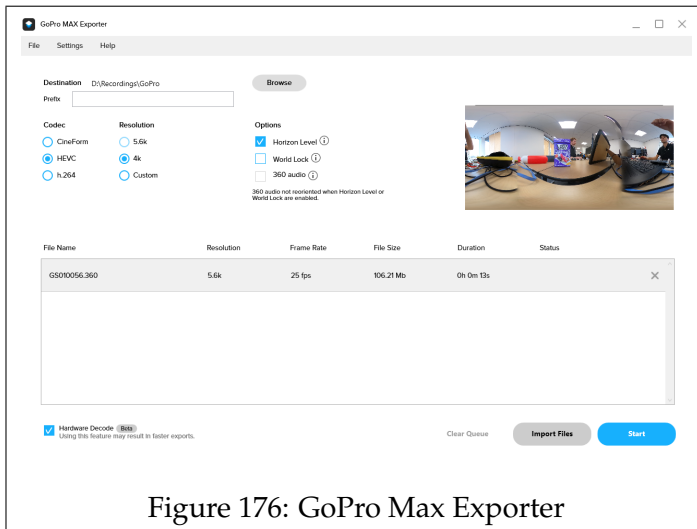 GoPro MAX Exporter
File Settings Help
Destination D:\Recordings\GoPro Browse
Prefix
Codec Resolution Options
CineForm 5.6k Horizon Level
HEVC 4k World Lock
h.264 Custom 360 audio
360 audio not reoriented when Horizon Level or
World Lock are enabled.
File Name Resolution Frame Rate File Size Duration Status
GS010056.360 5.6k 25 fps 106.21 Mb 0h 0m 13s
Hardware Decode Beta
Using this feature may result in faster exports.
Clear Queue Import Files Start
Figure 176: GoPro Max Exporter